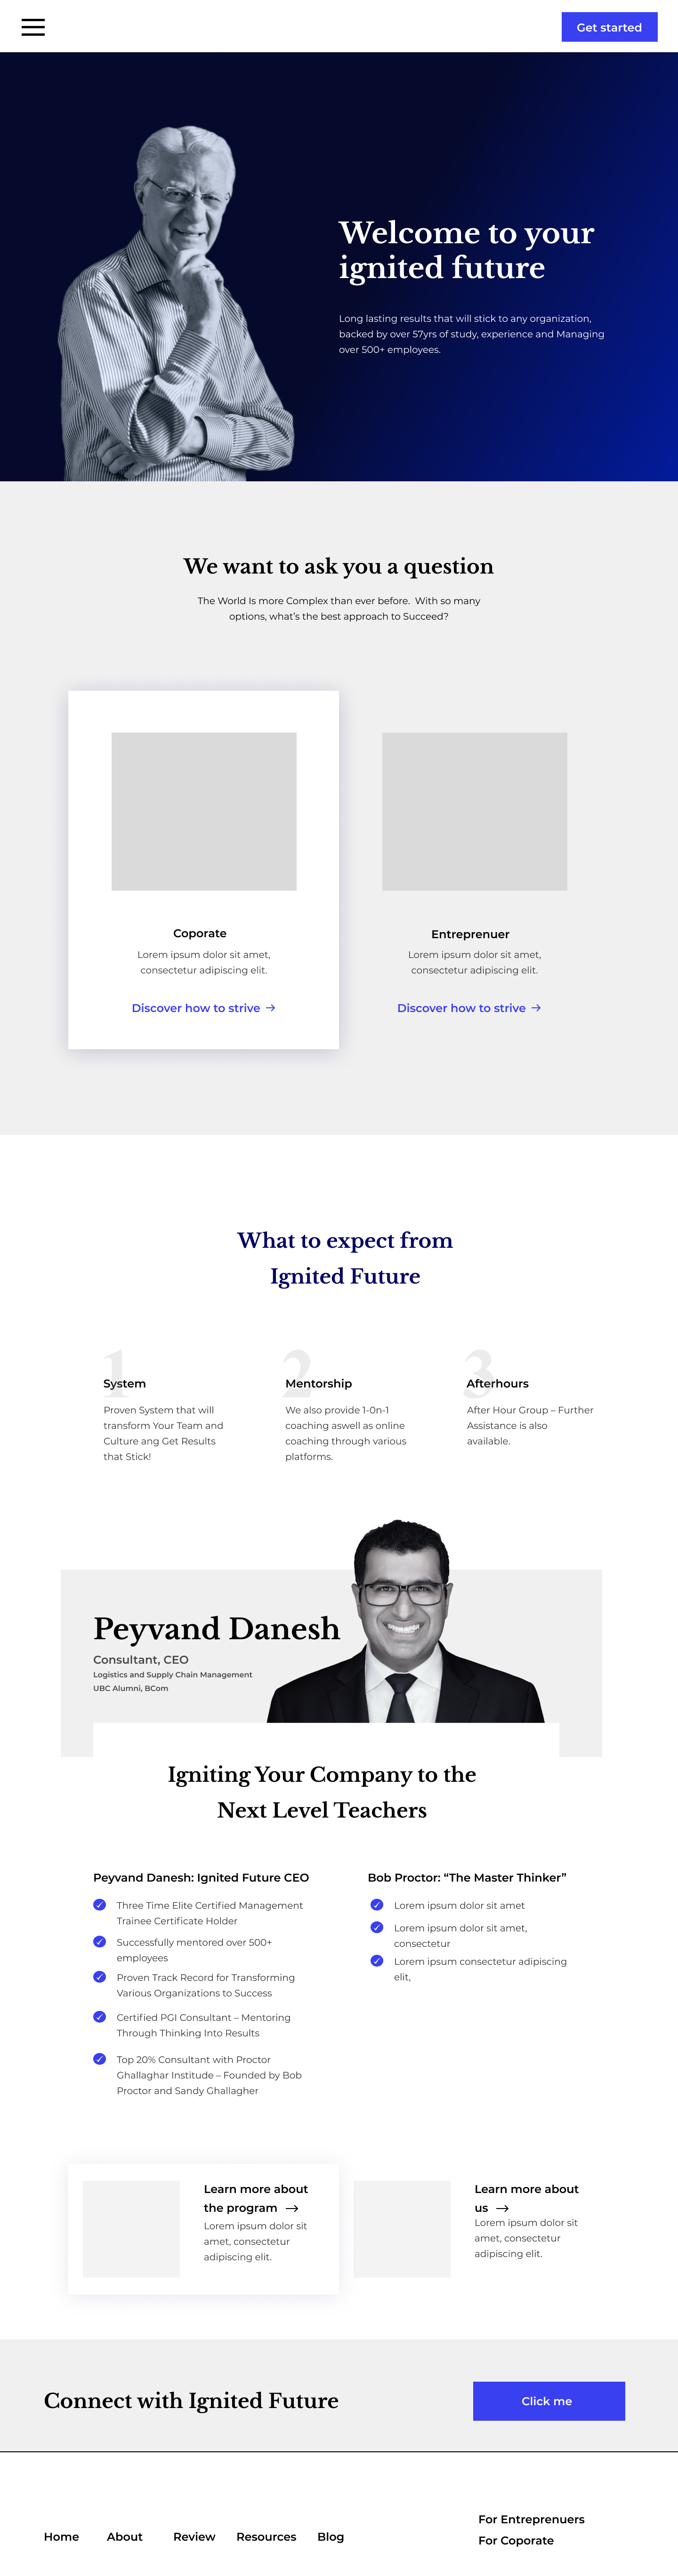 Get started
Welcome to your
ignited future
Long lasting results that will stick to any organization,
backed by over 57yrs of study, experience and Managing
over 500+ employees.
We want to ask you a question
The World Is more Complex than ever before. With so many
options, what's the best approach to Succeed?
Coporate
Lorem ipsum dolor sit amet,
consectetur adipiscing elit.
Discover how to strive →
Entreprenuer
Lorem ipsum dolor sit amet,
consectetur adipiscing elit.
Discover how to strive →
What to expect from
Ignited Future
1
System
Proven System that will
transform Your Team and
Culture ang Get Results
that Stick!
2
Mentorship
We also provide 1-0n-1
coaching aswell as online
coaching through various
platforms.
3
Afterhours
After Hour Group – Further
Assistance is also
available.
Peyvand Danesh
Consultant, CEO
Logistics and Supply Chain Management
UBC Alumni, BCom
Igniting Your Company to the
Next Level Teachers
Peyvand Danesh: Ignited Future CEO
Three Time Elite Certified Management
Trainee Certificate Holder
Successfully mentored over 500+
employees
Proven Track Record for Transforming
Various Organizations to Success
Certified PGI Consultant – Mentoring
Through Thinking Into Results
Top 20% Consultant with Proctor
Ghallaghar Institude – Founded by Bob
Proctor and Sandy Ghallagher
Bob Proctor: “The Master Thinker”
Lorem ipsum dolor sit amet
Lorem ipsum dolor sit amet,
consectetur
Lorem ipsum consectetur adipiscing
elit,
Learn more about
the program →
Lorem ipsum dolor sit
amet, consectetur
adipiscing elit.
Learn more about
us →
Lorem ipsum dolor sit
amet, consectetur
adipiscing elit.
Connect with Ignited Future
Click me
Home About Review Resources Blog
For Entreprenuers
For Coporate